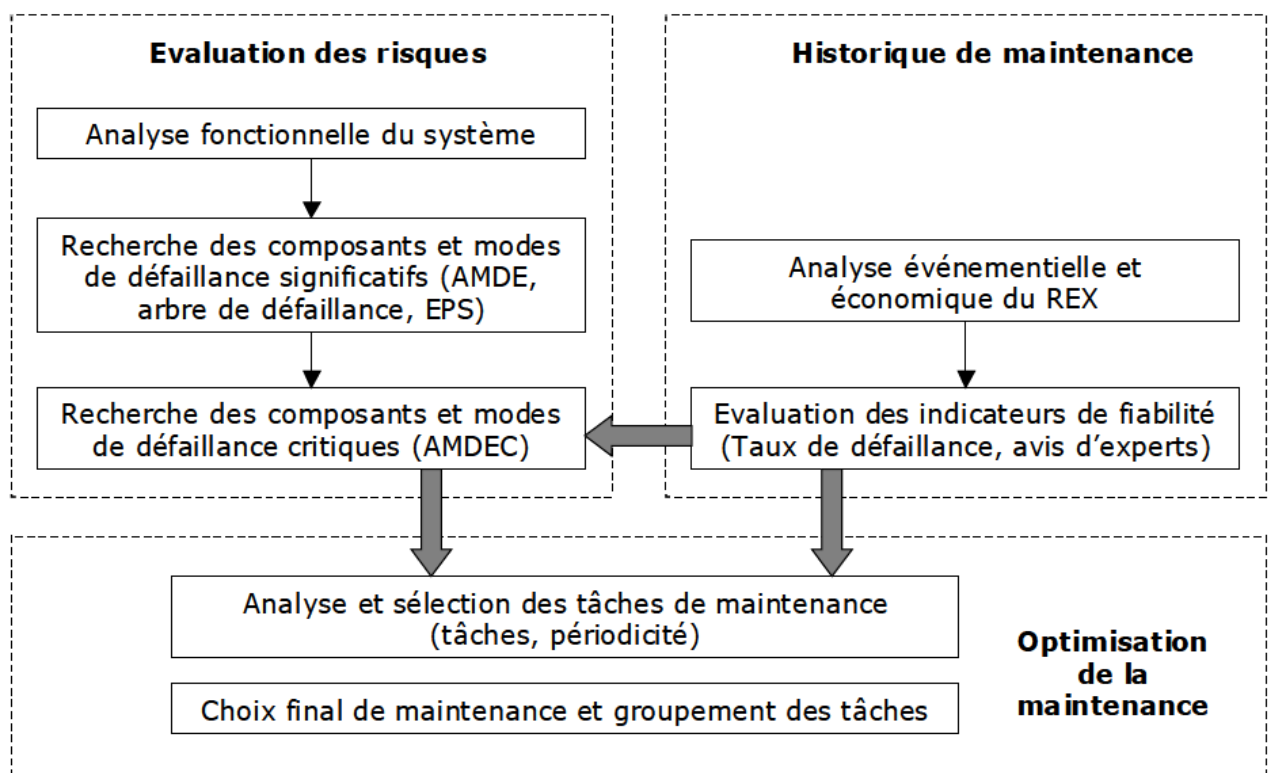 Evaluation des risques
Analyse fonctionnelle du système
Recherche des composants et modes
de défaillance significatifs (AMDE,
arbre de défaillance, EPS)
Recherche des composants et modes
de défaillance critiques (AMDEC)
Historique de maintenance
Analyse événementielle et
économique du REX
Evaluation des indicateurs de fiabilité
(Taux de défaillance, avis d'experts)
Analyse et sélection des tâches de maintenance
(tâches, périodicité)
Choix final de maintenance et groupement des tâches
Optimisation
de la
maintenance